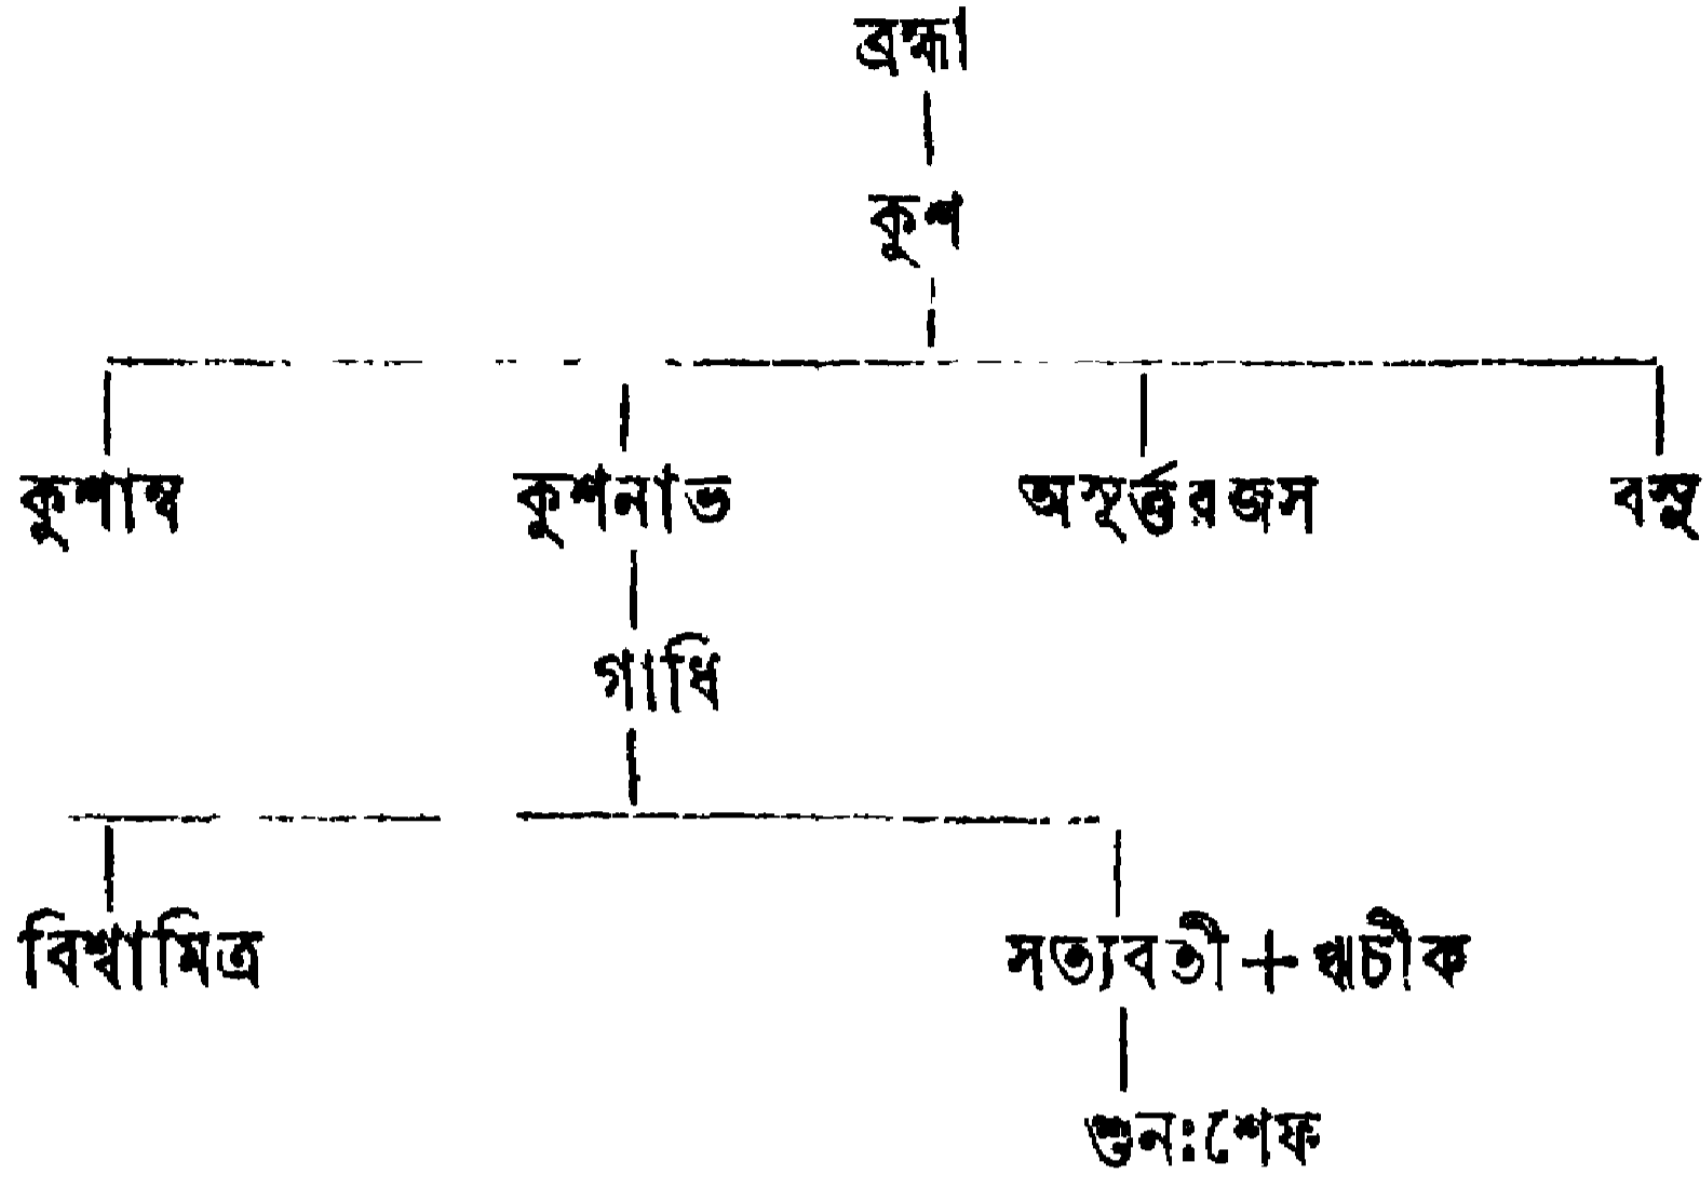 ব্রহ্মা
কুশ
কুশাম্ব কুশনাভ অসূর্ত্তরজস বসু
গাধি
বিশ্বামিত্র সত্যবতী + ঋচীক
শুনঃশেফ